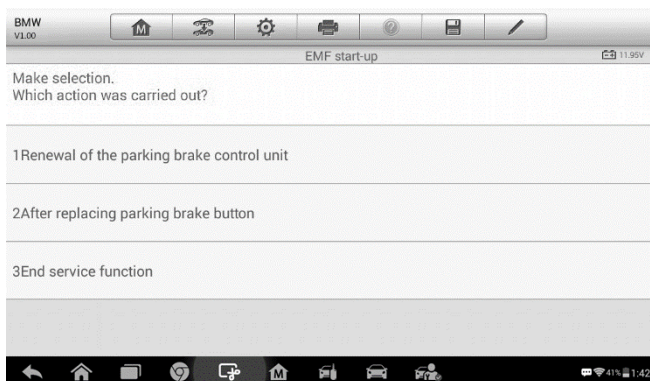 BMW
V1.00
M
EMF start-up
11.95V
Make selection.
Which action was carried out?
1Renewal of the parking brake control unit
2After replacing parking brake button
3End service function
M
41% 1:42